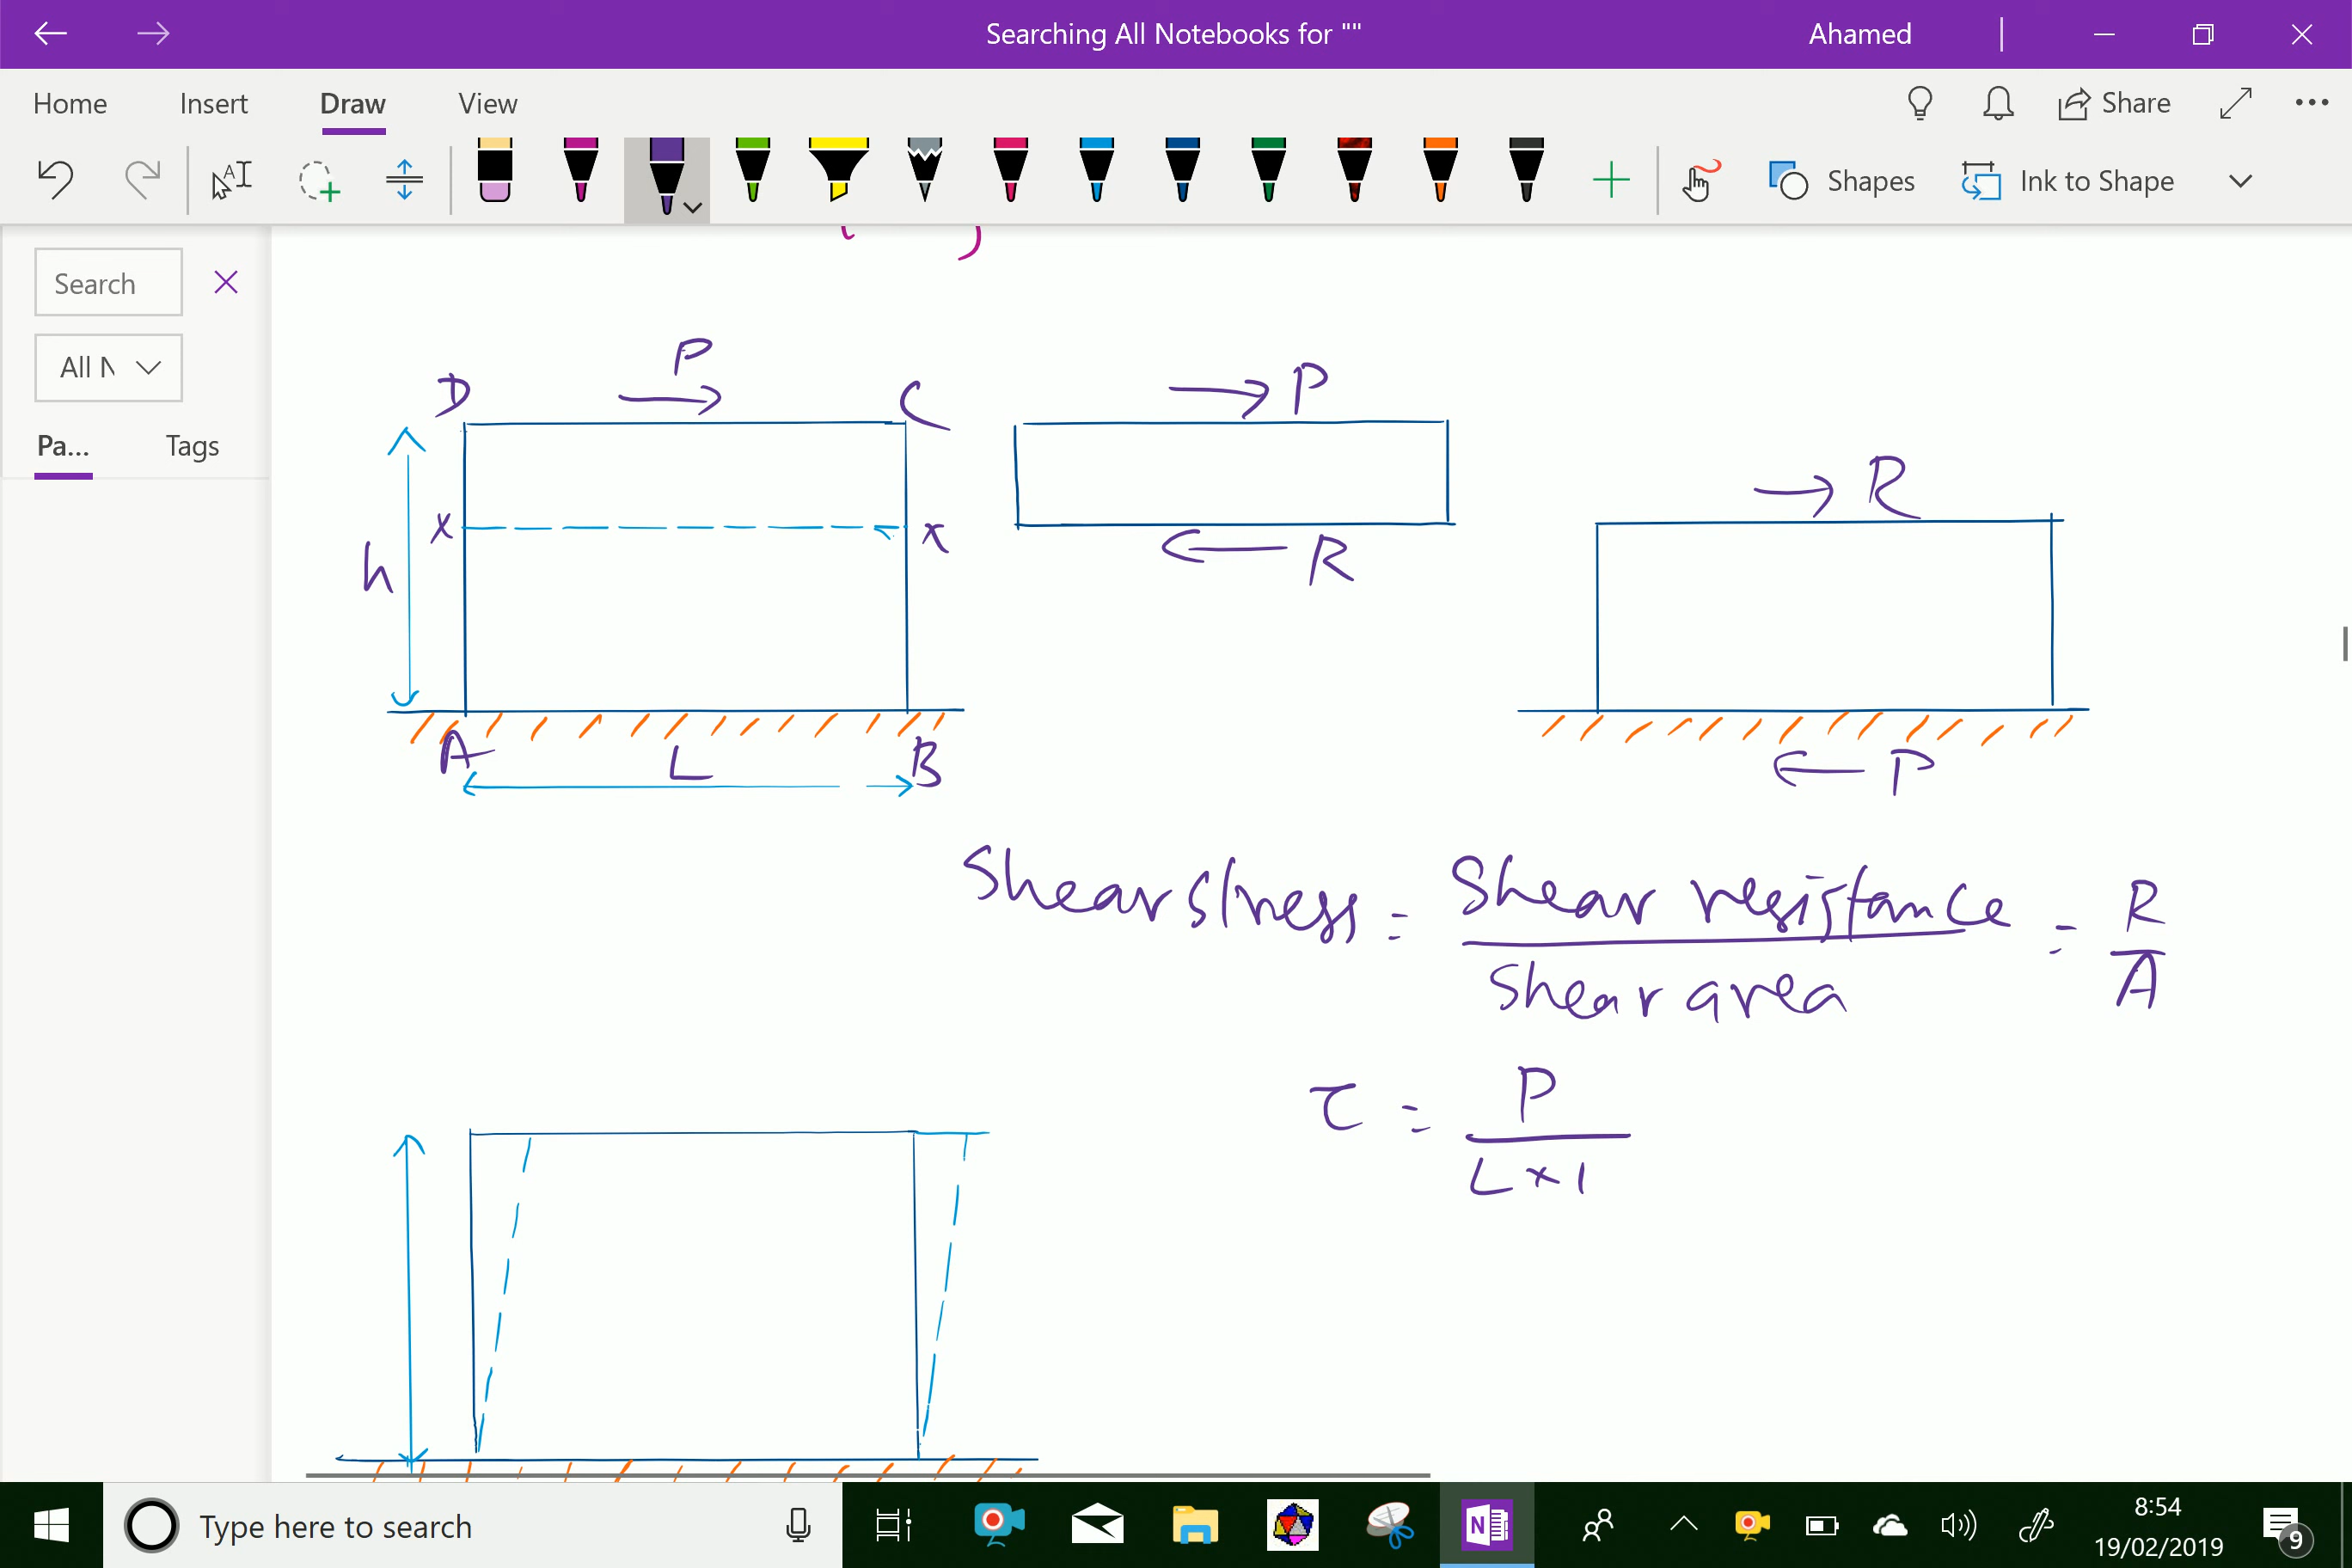 Searching All Notebooks for ""
Ahamed
Home Insert Draw View
Share
Shapes
Ink to Shape
Search
All N
Pa... Tags
P
D C
x x
h
A L B
P
R
R
P
Shear stress = Shear resistance / Shear area = R / A
τ = P / L × 1
Type here to search
8:54
19/02/2019
9